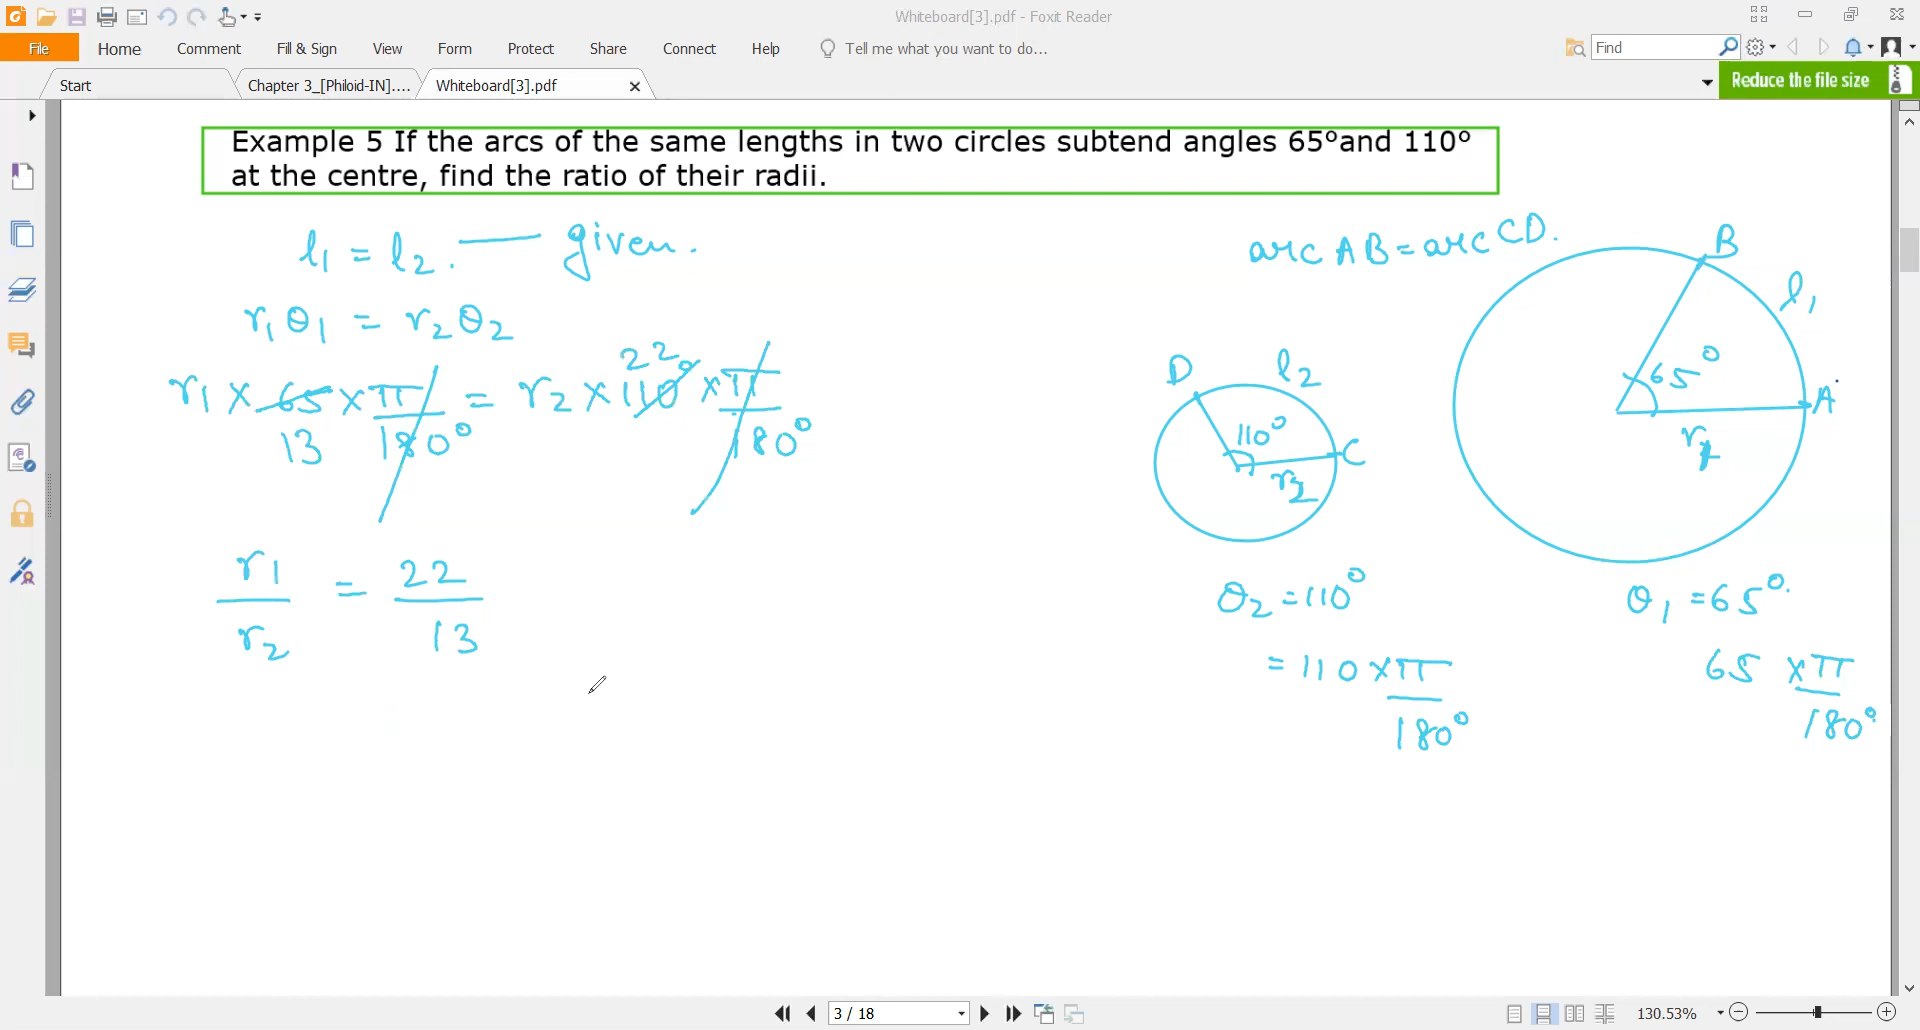 Whiteboard[3].pdf - Foxit Reader
File Home Comment Fill & Sign View Form Protect Share Connect Help Tell me what you want to do... Find
Start Chapter 3_[Philoid-IN].... Whiteboard[3].pdf Reduce the file size
Example 5 If the arcs of the same lengths in two circles subtend angles 65°and 110°
at the centre, find the ratio of their radii.
l₁ = l₂. — given.
r₁ θ₁ = r₂ θ₂
22
r₁ × 65 × π = r₂ × 110° × π
13 180° 180°
r₁ = 22
r₂ 13
arc AB = arc CD.
B
l₁
65°
A
r₁
D
l₂
110°
C
r₂
θ₂ = 110°
= 110 × π
180°
θ₁ = 65°.
65 × π
180°
3 / 18 130.53%